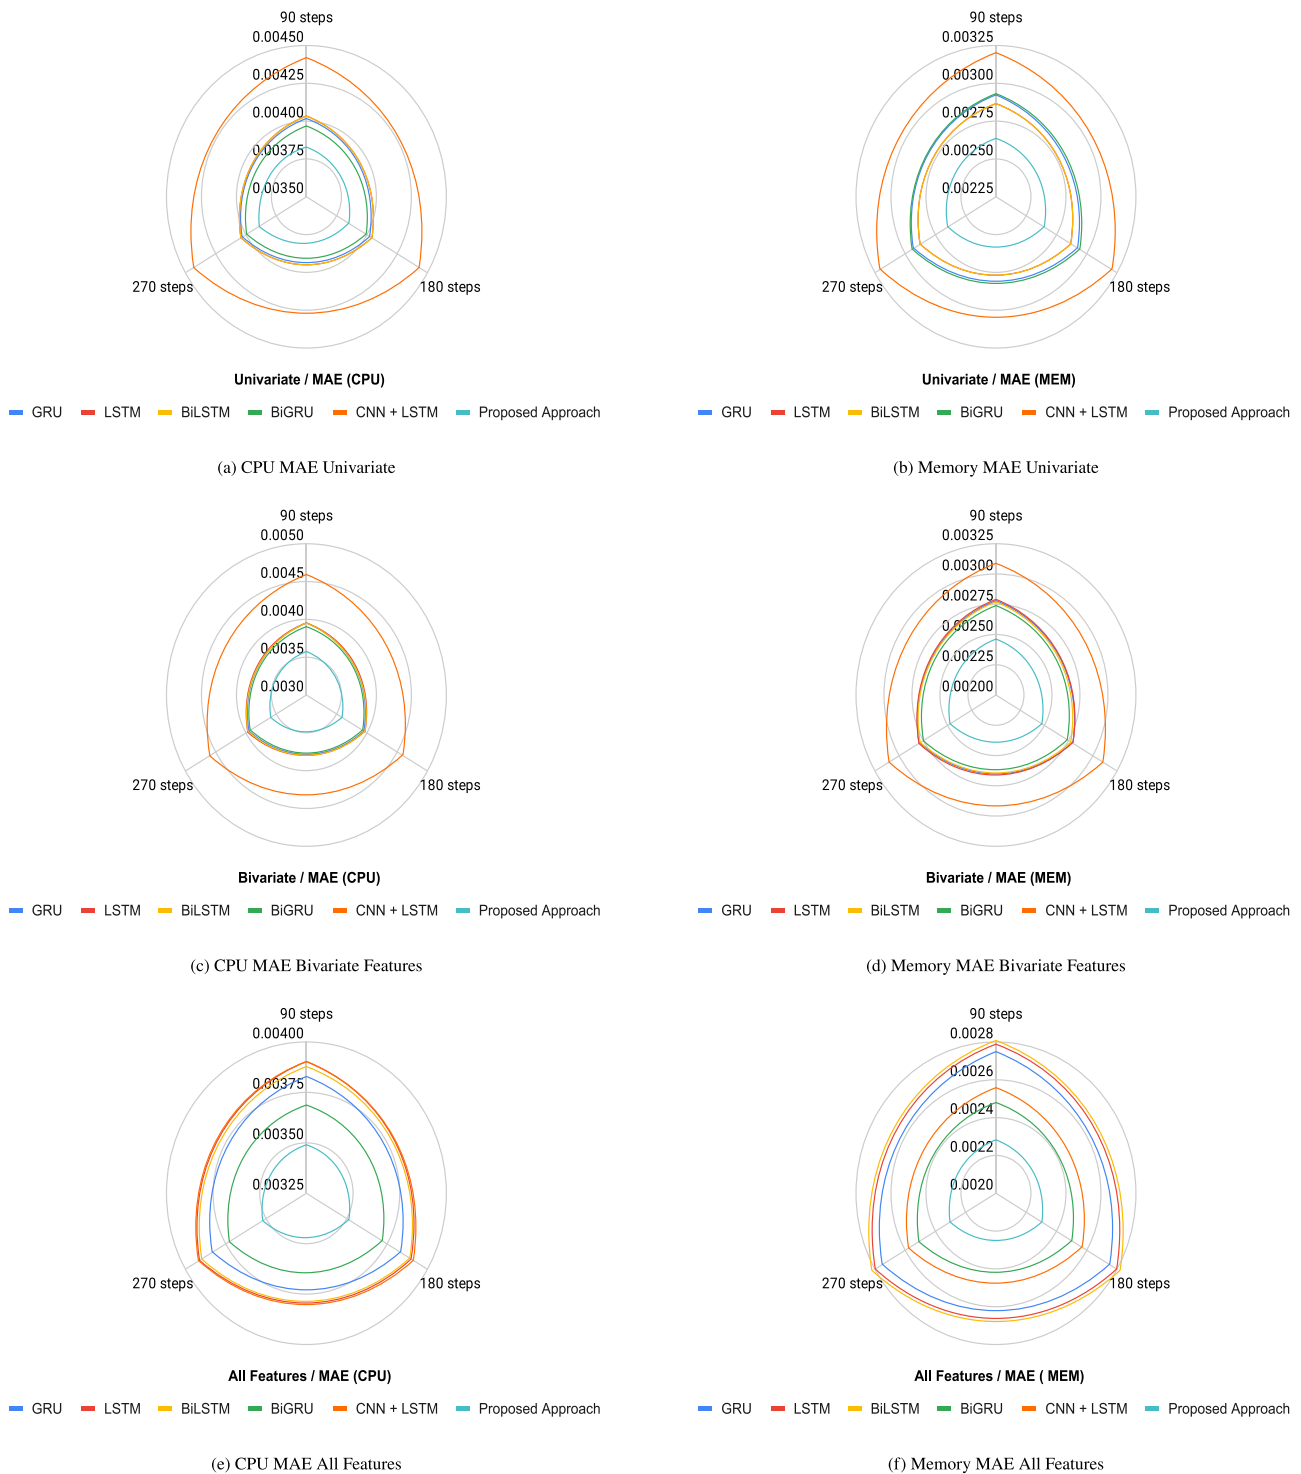 90 steps
0.00450
0.00425
0.00400
0.00375
0.00350
270 steps
180 steps
Univariate / MAE (CPU)
GRU LSTM BiLSTM BiGRU CNN + LSTM Proposed Approach
(a) CPU MAE Univariate
90 steps
0.00325
0.00300
0.00275
0.00250
0.00225
270 steps
180 steps
Univariate / MAE (MEM)
GRU LSTM BiLSTM BiGRU CNN + LSTM Proposed Approach
(b) Memory MAE Univariate
90 steps
0.0050
0.0045
0.0040
0.0035
0.0030
270 steps
180 steps
Bivariate / MAE (CPU)
GRU LSTM BiLSTM BiGRU CNN + LSTM Proposed Approach
(c) CPU MAE Bivariate Features
90 steps
0.00325
0.00300
0.00275
0.00250
0.00225
0.00200
270 steps
180 steps
Bivariate / MAE (MEM)
GRU LSTM BiLSTM BiGRU CNN + LSTM Proposed Approach
(d) Memory MAE Bivariate Features
90 steps
0.00400
0.00375
0.00350
0.00325
270 steps
180 steps
All Features / MAE (CPU)
GRU LSTM BiLSTM BiGRU CNN + LSTM Proposed Approach
(e) CPU MAE All Features
90 steps
0.0028
0.0026
0.0024
0.0022
0.0020
270 steps
180 steps
All Features / MAE ( MEM)
GRU LSTM BiLSTM BiGRU CNN + LSTM Proposed Approach
(f) Memory MAE All Features